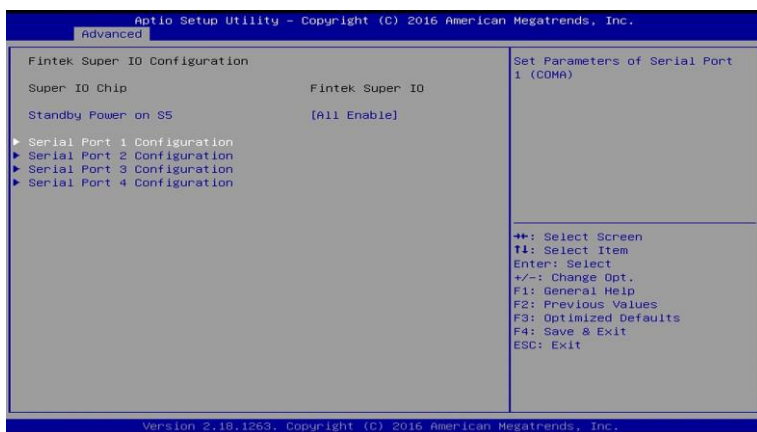 Aptio Setup Utility – Copyright (C) 2016 American Megatrends, Inc.
Advanced
Fintek Super IO Configuration
Super IO Chip Fintek Super IO
Standby Power on S5 [All Enable]
▶ Serial Port 1 Configuration
▶ Serial Port 2 Configuration
▶ Serial Port 3 Configuration
▶ Serial Port 4 Configuration
Set Parameters of Serial Port
1 (COMA)
→←: Select Screen
↑↓: Select Item
Enter: Select
+/-: Change Opt.
F1: General Help
F2: Previous Values
F3: Optimized Defaults
F4: Save & Exit
ESC: Exit
Version 2.18.1263. Copyright (C) 2016 American Megatrends, Inc.